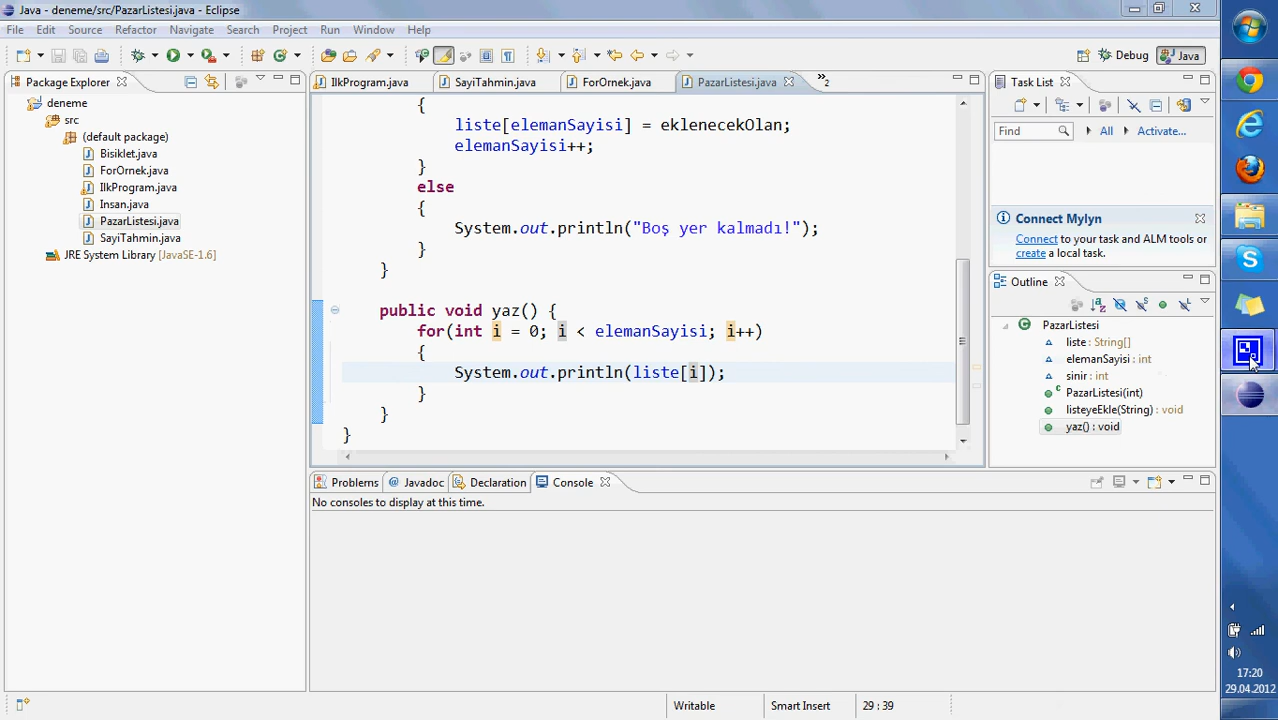 Java - deneme/src/PazarListesi.java - Eclipse
File Edit Source Refactor Navigate Search Project Run Window Help
Debug Java
Package Explorer
deneme
src
(default package)
Bisiklet.java
ForOrnek.java
IlkProgram.java
Insan.java
PazarListesi.java
SayiTahmin.java
JRE System Library [JavaSE-1.6]
IlkProgram.java SayiTahmin.java ForOrnek.java PazarListesi.java »2
{
liste[elemanSayisi] = eklenecekOlan;
elemanSayisi++;
}
else
{
System.out.println("Boş yer kalmadı!");
}
}
public void yaz() {
for(int i = 0; i < elemanSayisi; i++)
{
System.out.println(liste[i]);
}
}
}
Task List
Find All Activate...
Connect Mylyn
Connect to your task and ALM tools or
create a local task.
Outline
PazarListesi
liste : String[]
elemanSayisi : int
sinir : int
PazarListesi(int)
listeyeEkle(String) : void
yaz() : void
Problems Javadoc Declaration Console
No consoles to display at this time.
Writable Smart Insert 29 : 39
17:20
29.04.2012